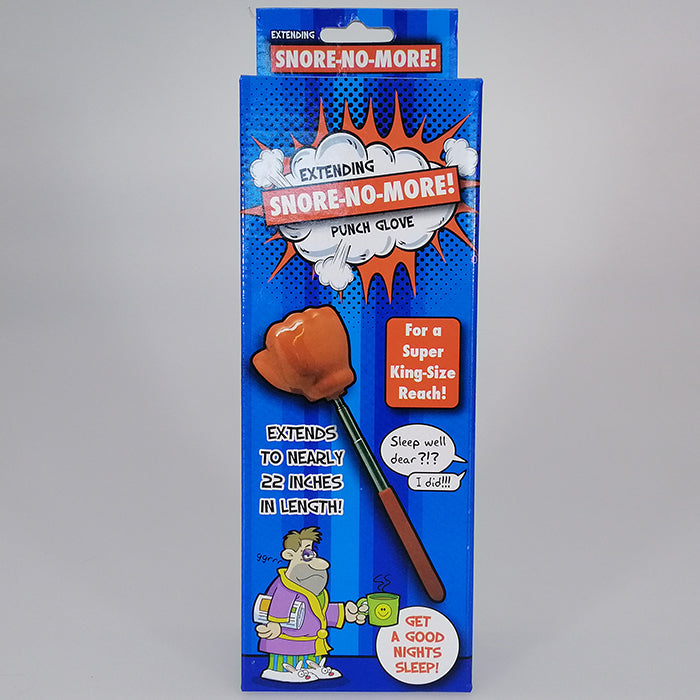 EXTENDING
SNORE-NO-MORE!
EXTENDING
SNORE-NO-MORE!
PUNCH GLOVE
For a
Super
King-Size
Reach!
EXTENDS
TO NEARLY
22 INCHES
IN LENGTH!
Sleep well
dear ?!?
I did!!!
ggrrr
GET
A GOOD
NIGHTS
SLEEP!